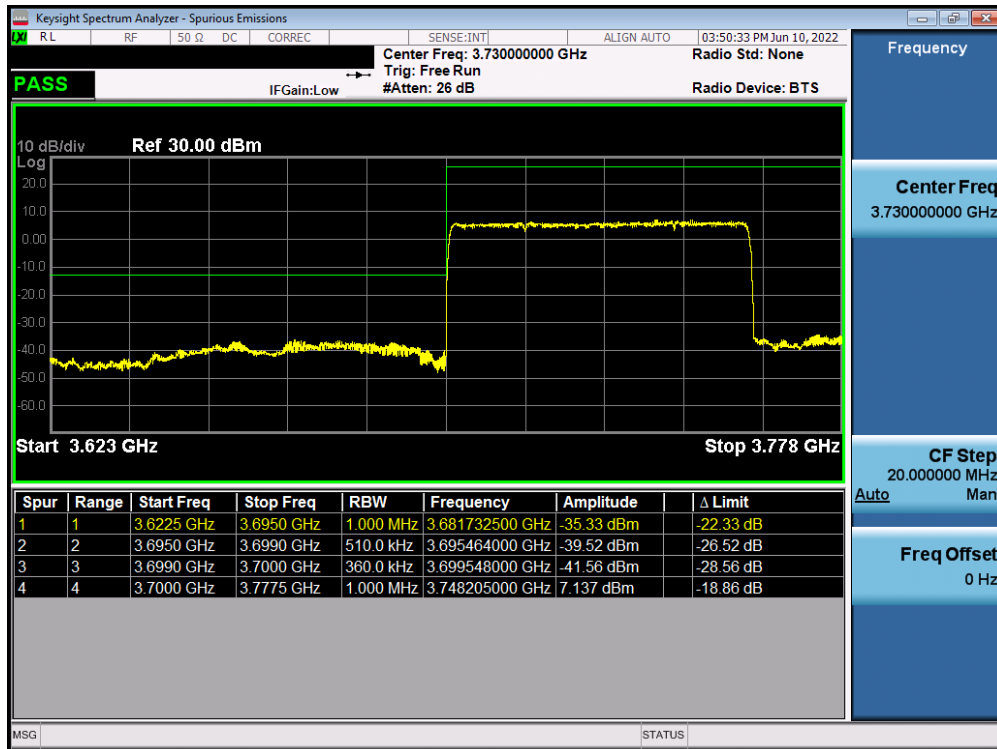 Keysight Spectrum Analyzer - Spurious Emissions
LXI RL RF 50 Ω DC CORREC SENSE:INT ALIGN AUTO 03:50:33 PM Jun 10, 2022
Center Freq: 3.730000000 GHz Radio Std: None
Trig: Free Run
PASS IFGain:Low #Atten: 26 dB Radio Device: BTS
10 dB/div Ref 30.00 dBm
Log
20.0
10.0
0.00
-10.0
-20.0
-30.0
-40.0
-50.0
-60.0
Start 3.623 GHz Stop 3.778 GHz
Spur Range Start Freq Stop Freq RBW Frequency Amplitude Δ Limit
1 1 3.6225 GHz 3.6950 GHz 1.000 MHz 3.681732500 GHz -35.33 dBm -22.33 dB
2 2 3.6950 GHz 3.6990 GHz 510.0 kHz 3.695464000 GHz -39.52 dBm -26.52 dB
3 3 3.6990 GHz 3.7000 GHz 360.0 kHz 3.699548000 GHz -41.56 dBm -28.56 dB
4 4 3.7000 GHz 3.7775 GHz 1.000 MHz 3.748205000 GHz 7.137 dBm -18.86 dB
Frequency
Center Freq
3.730000000 GHz
CF Step
20.000000 MHz
Auto Man
Freq Offset
0 Hz
MSG STATUS